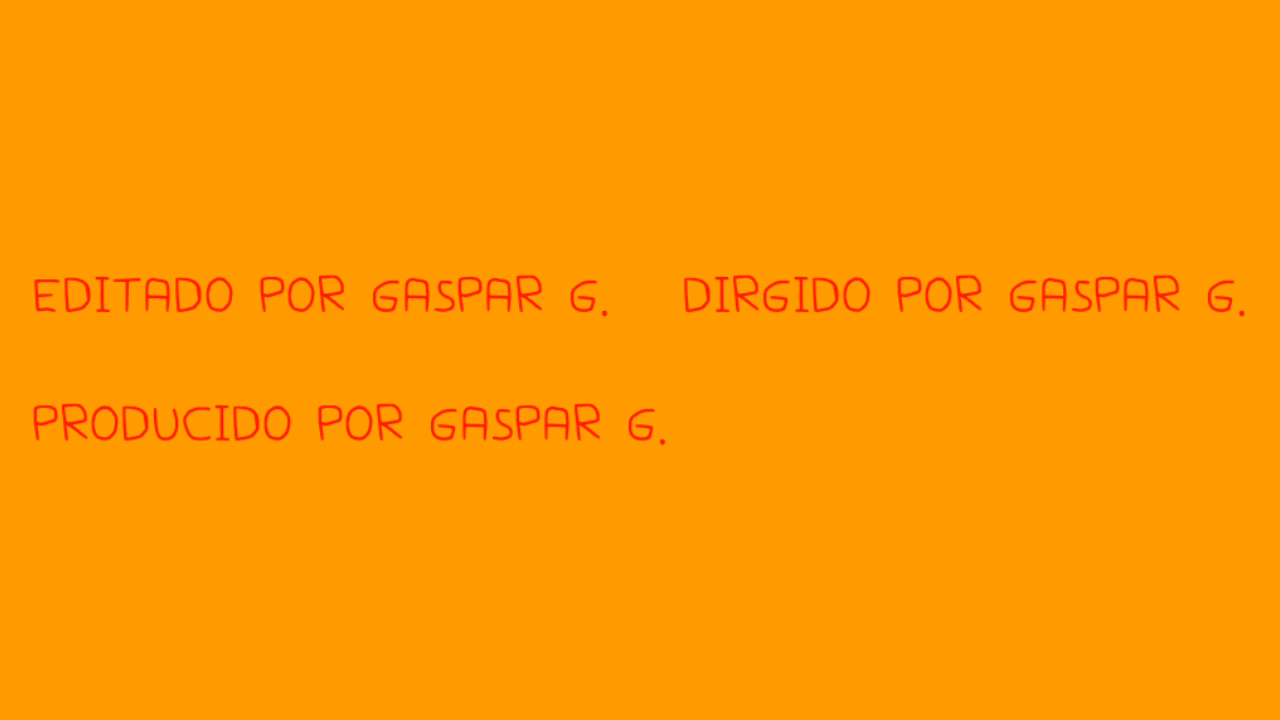 EDITADO POR GASPAR G. DIRGIDO POR GASPAR G.
PRODUCIDO POR GASPAR G.